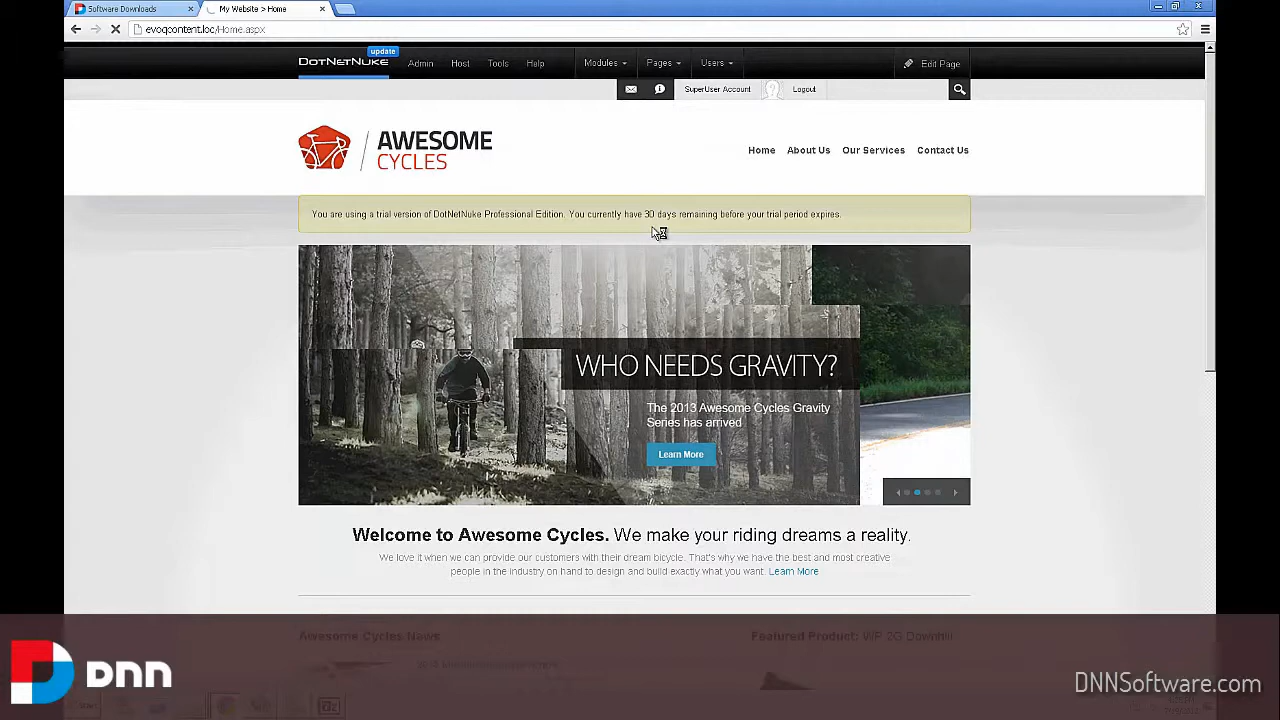 Software Downloads
My Website > Home
evoqcontent.loc/Home.aspx
update
DotNetNuke
Admin
Host
Tools
Help
Modules
Pages
Users
Edit Page
SuperUser Account
Logout
AWESOME
CYCLES
Home
About Us
Our Services
Contact Us
You are using a trial version of DotNetNuke Professional Edition. You currently have 30 days remaining before your trial period expires.
WHO NEEDS GRAVITY?
The 2013 Awesome Cycles Gravity
Series has arrived
Learn More
Welcome to Awesome Cycles. We make your riding dreams a reality.
We love it when we can provide our customers with their dream bicycle. That's why we have the best and most creative
people in the industry on hand to design and build exactly what you want. Learn More
Awesome Cycles News
Featured Product: WP 2G Downhill
DNN
DNNSoftware.com